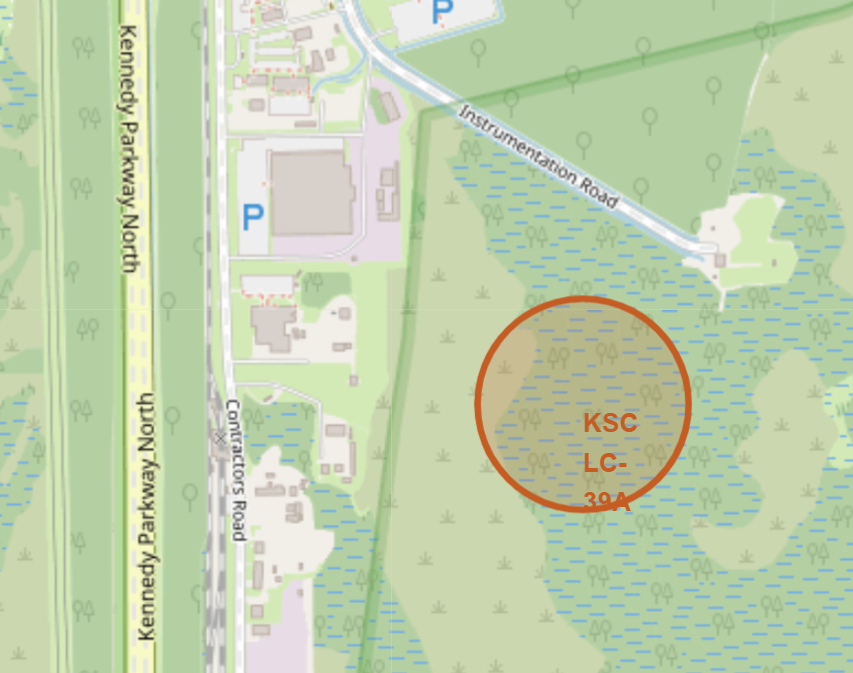 P
Kennedy Parkway North
Instrumentation Road
P
Kennedy Parkway North
Contractors Road
KSC
LC-
39A